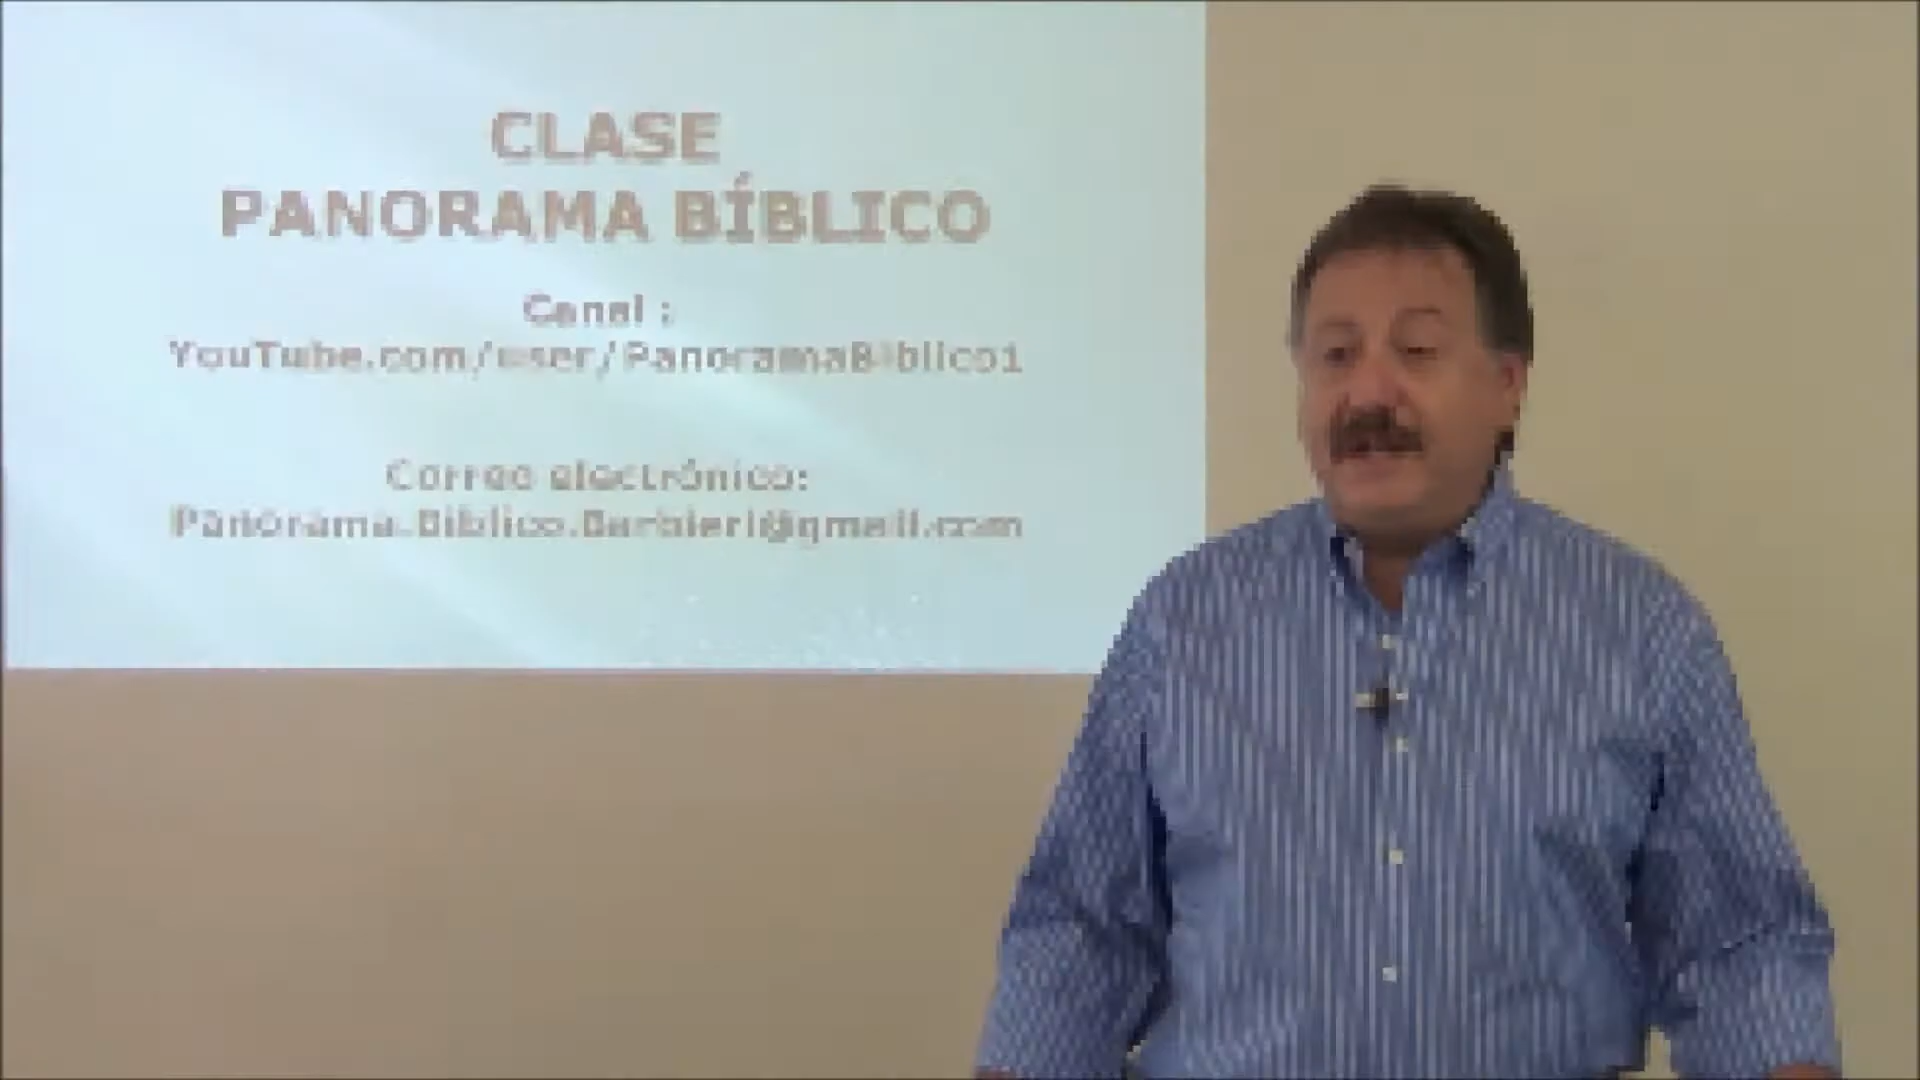 CLASE
PANORAMA BÍBLICO
Canal :
YouTube.com/user/PanoramaBiblico1
Correo electrónico:
Panorama.Biblico.Barbieri@gmail.com